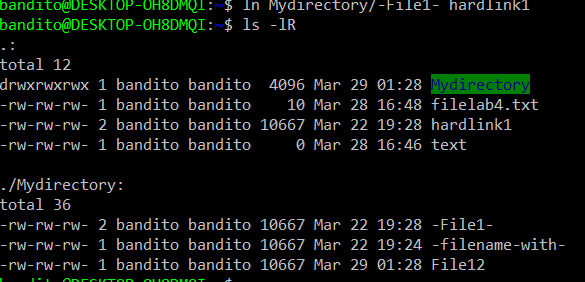 bandito@DESKTOP-OH8DMQI:~$ ln Mydirectory/-File1- hardlink1
bandito@DESKTOP-OH8DMQI:~$ ls -lR
.:
total 12
drwxrwxrwx 1 bandito bandito  4096 Mar 29 01:28 Mydirectory
-rw-rw-rw- 1 bandito bandito    10 Mar 28 16:48 filelab4.txt
-rw-rw-rw- 2 bandito bandito 10667 Mar 22 19:28 hardlink1
-rw-rw-rw- 1 bandito bandito     0 Mar 28 16:46 text

./Mydirectory:
total 36
-rw-rw-rw- 2 bandito bandito 10667 Mar 22 19:28 -File1-
-rw-rw-rw- 1 bandito bandito 10667 Mar 22 19:24 -filename-with-
-rw-rw-rw- 1 bandito bandito 10667 Mar 29 01:28 File12
bandito@DESKTOP-OH8DMQI:~$